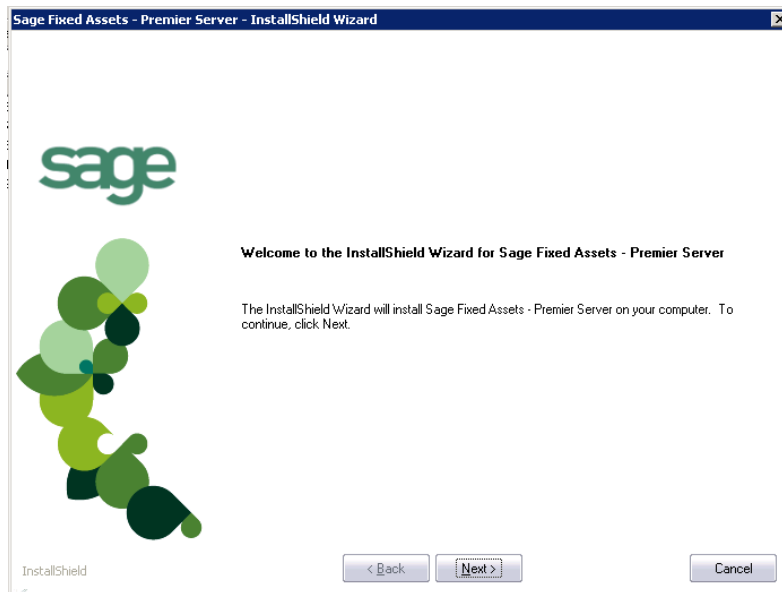 Sage Fixed Assets - Premier Server - InstallShield Wizard
sage
Welcome to the InstallShield Wizard for Sage Fixed Assets - Premier Server
The InstallShield Wizard will install Sage Fixed Assets - Premier Server on your computer. To
continue, click Next.
InstallShield
< Back
Next >
Cancel